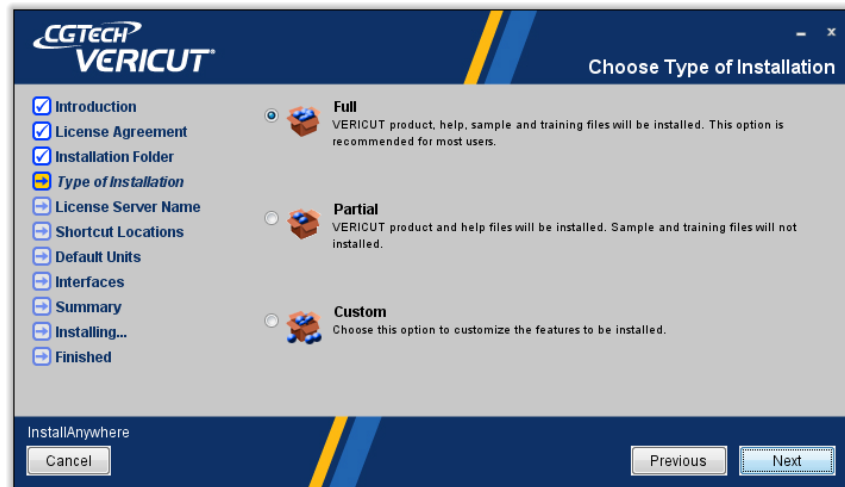 CGTECH
VERICUT®
Choose Type of Installation
Introduction
License Agreement
Installation Folder
Type of Installation
License Server Name
Shortcut Locations
Default Units
Interfaces
Summary
Installing...
Finished
Full
VERICUT product, help, sample and training files will be installed. This option is
recommended for most users.
Partial
VERICUT product and help files will be installed. Sample and training files will not
installed.
Custom
Choose this option to customize the features to be installed.
InstallAnywhere
Cancel
Previous
Next